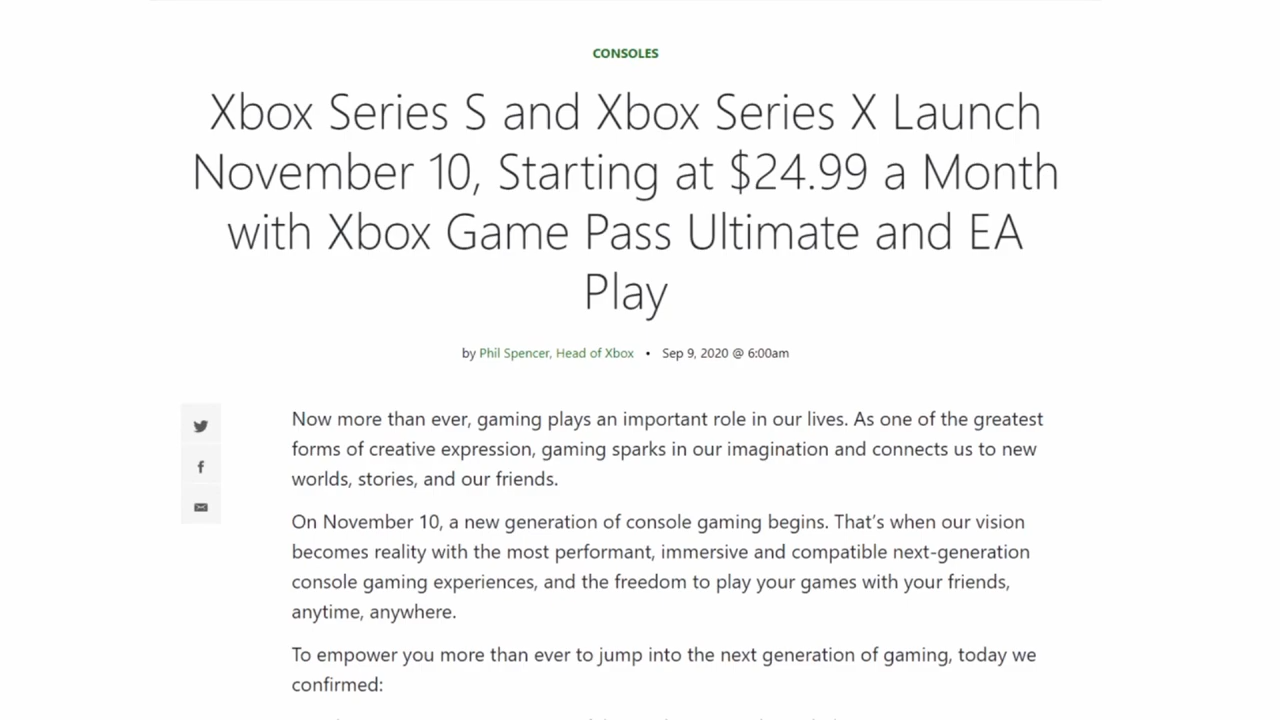 CONSOLES
Xbox Series S and Xbox Series X Launch
November 10, Starting at $24.99 a Month
with Xbox Game Pass Ultimate and EA
Play
by Phil Spencer, Head of Xbox • Sep 9, 2020 @ 6:00am
Now more than ever, gaming plays an important role in our lives. As one of the greatest
forms of creative expression, gaming sparks in our imagination and connects us to new
worlds, stories, and our friends.
On November 10, a new generation of console gaming begins. That's when our vision
becomes reality with the most performant, immersive and compatible next-generation
console gaming experiences, and the freedom to play your games with your friends,
anytime, anywhere.
To empower you more than ever to jump into the next generation of gaming, today we
confirmed: